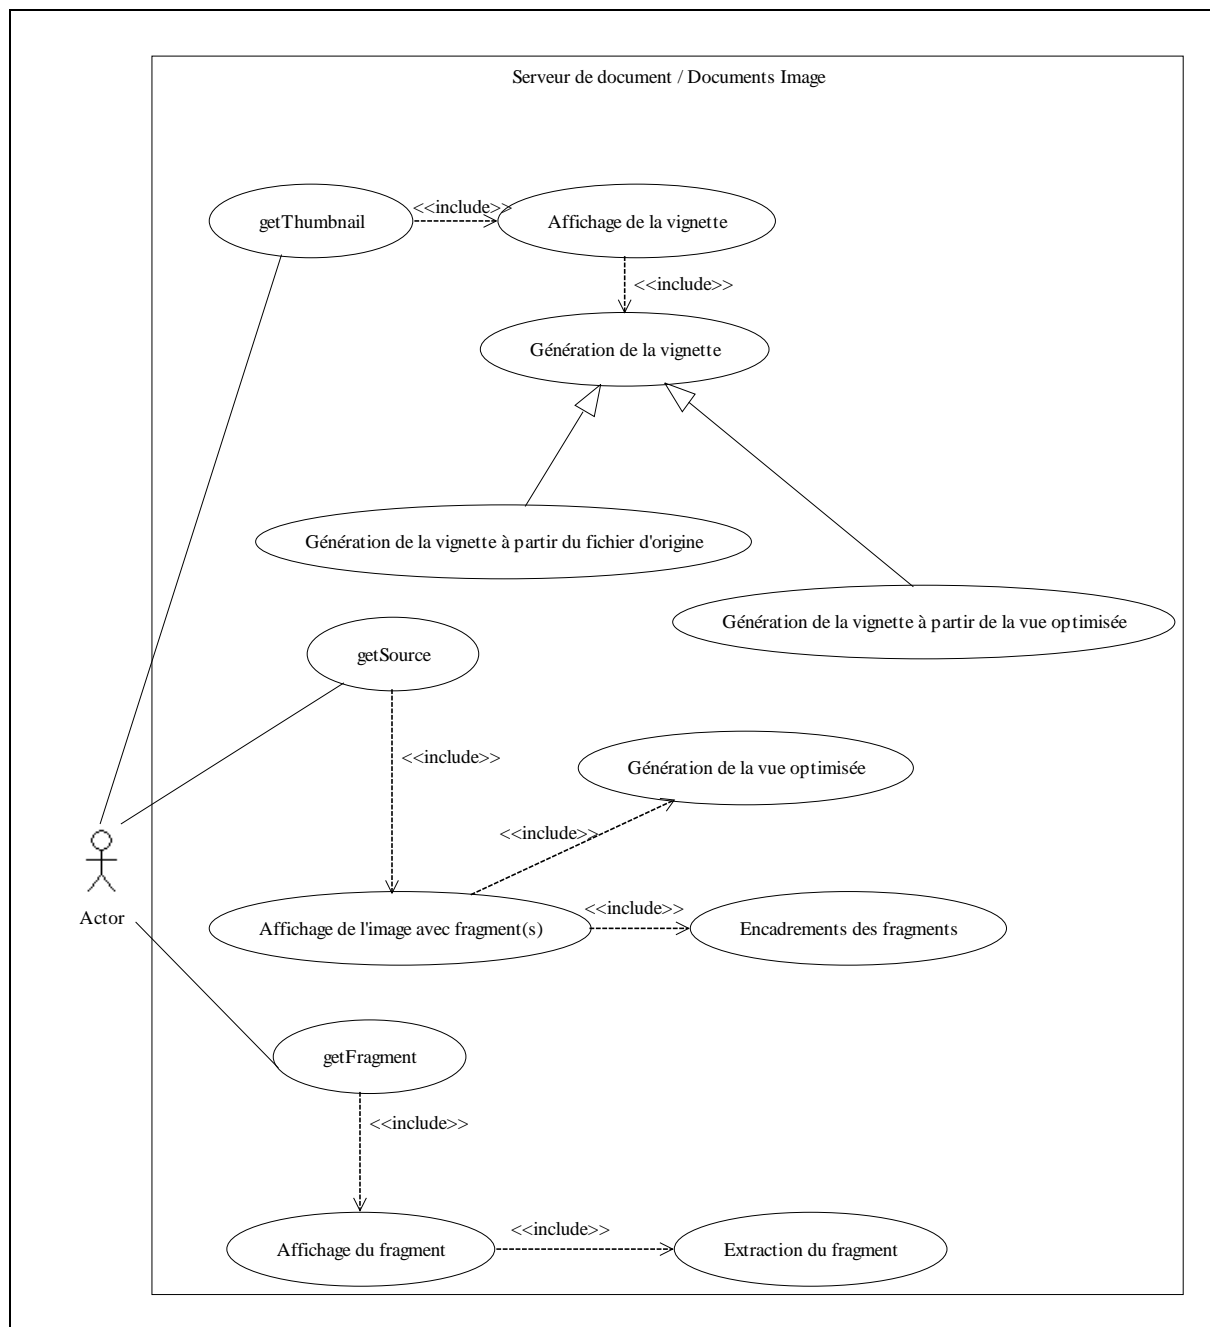 Serveur de document / Documents Image
getThumbnail
<<include>>
Affichage de la vignette
<<include>>
Génération de la vignette
Génération de la vignette à partir du fichier d'origine
Génération de la vignette à partir de la vue optimisée
getSource
<<include>>
Génération de la vue optimisée
<<include>>
Actor
Affichage de l'image avec fragment(s)
<<include>>
Encadrements des fragments
getFragment
<<include>>
Affichage du fragment
<<include>>
Extraction du fragment